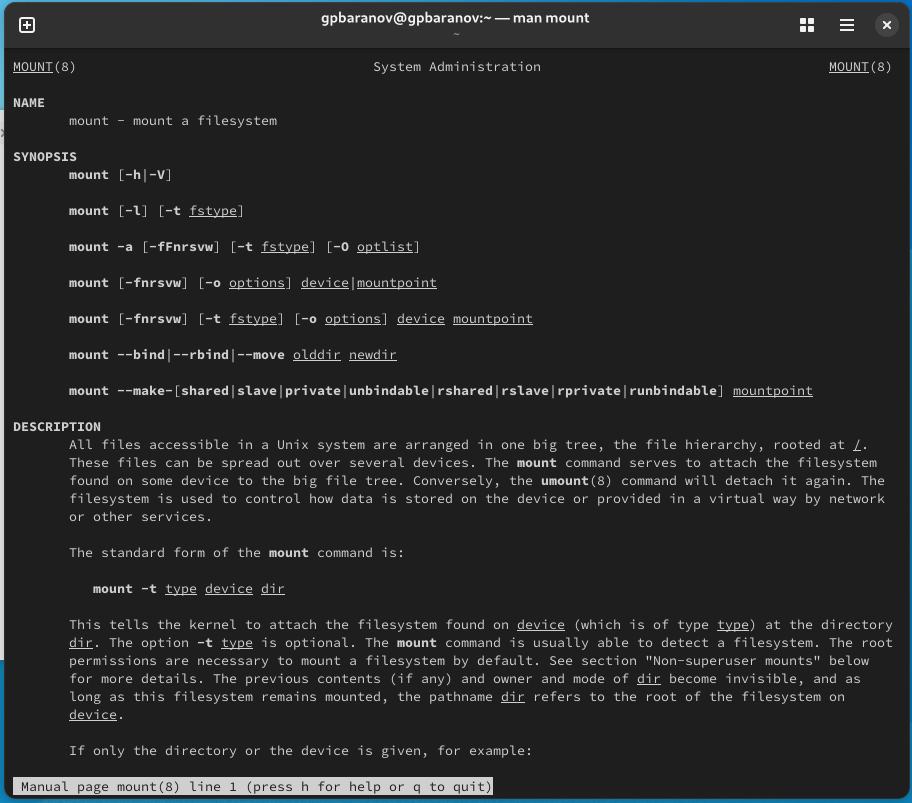 gpbaranov@gpbaranov:~ — man mount
~
MOUNT(8) System Administration MOUNT(8)
NAME
mount - mount a filesystem
SYNOPSIS
mount [-h|-V]
mount [-l] [-t fstype]
mount -a [-fFnrsvw] [-t fstype] [-O optlist]
mount [-fnrsvw] [-o options] device|mountpoint
mount [-fnrsvw] [-t fstype] [-o options] device mountpoint
mount --bind|--rbind|--move olddir newdir
mount --make-[shared|slave|private|unbindable|rshared|rslave|rprivate|runbindable] mountpoint
DESCRIPTION
All files accessible in a Unix system are arranged in one big tree, the file hierarchy, rooted at /.
These files can be spread out over several devices. The mount command serves to attach the filesystem
found on some device to the big file tree. Conversely, the umount(8) command will detach it again. The
filesystem is used to control how data is stored on the device or provided in a virtual way by network
or other services.
The standard form of the mount command is:
mount -t type device dir
This tells the kernel to attach the filesystem found on device (which is of type type) at the directory
dir. The option -t type is optional. The mount command is usually able to detect a filesystem. The root
permissions are necessary to mount a filesystem by default. See section "Non-superuser mounts" below
for more details. The previous contents (if any) and owner and mode of dir become invisible, and as
long as this filesystem remains mounted, the pathname dir refers to the root of the filesystem on
device.
If only the directory or the device is given, for example:
Manual page mount(8) line 1 (press h for help or q to quit)